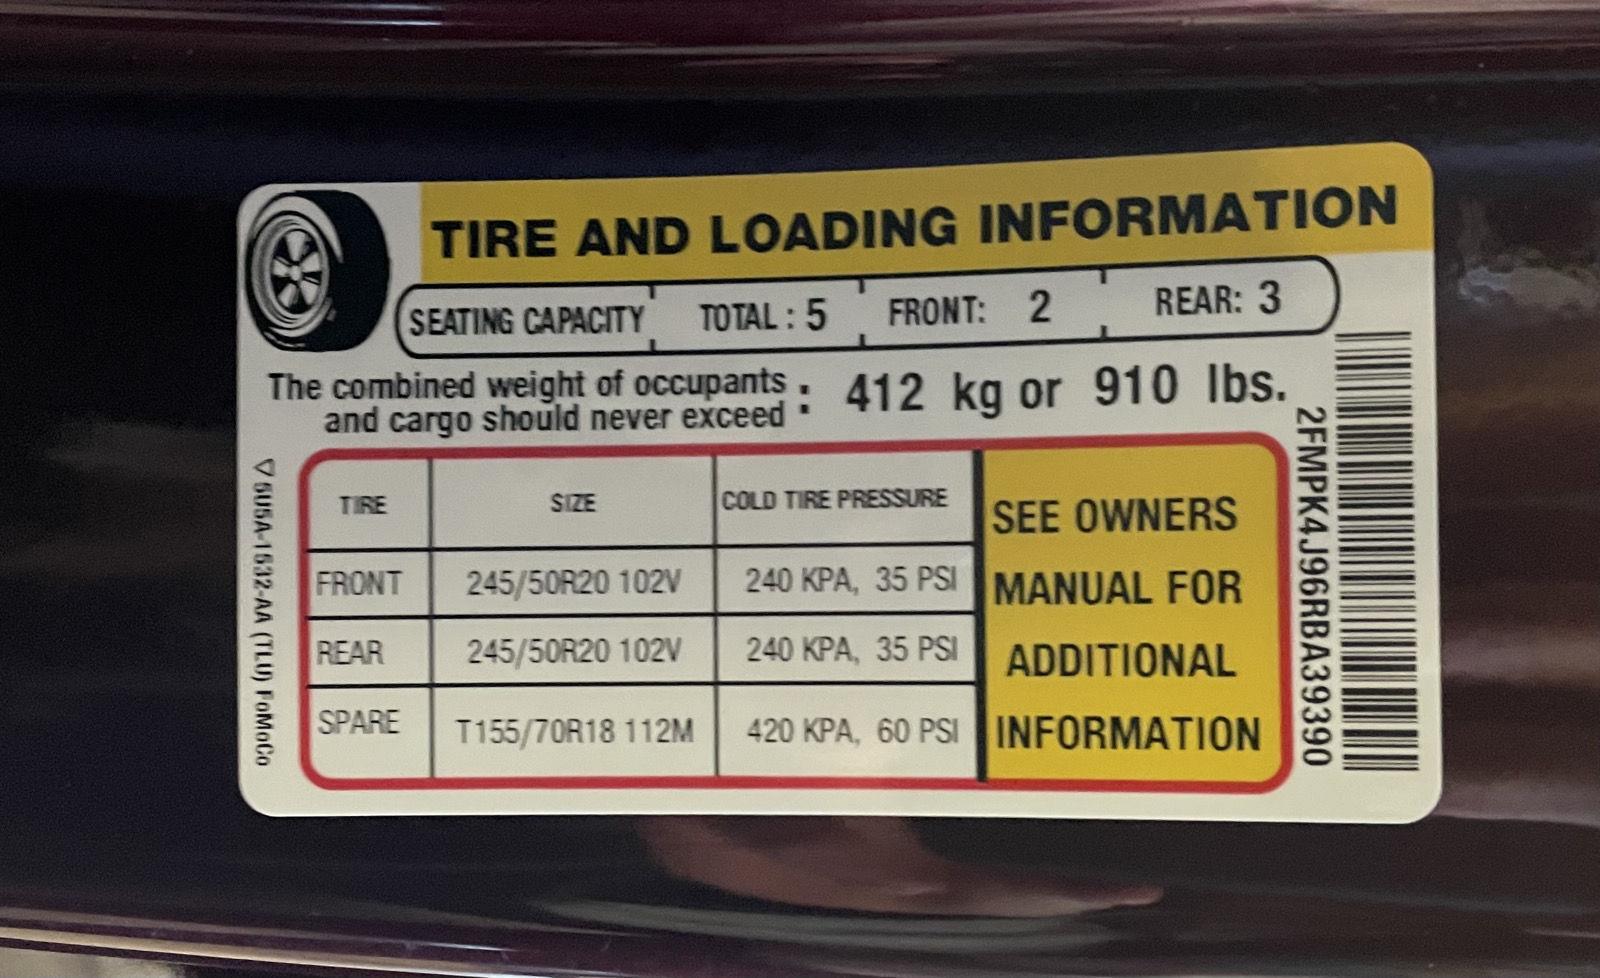 TIRE AND LOADING INFORMATION
SEATING CAPACITY TOTAL : 5 FRONT: 2 REAR: 3
The combined weight of occupants
and cargo should never exceed : 412 kg or 910 lbs.
TIRE SIZE COLD TIRE PRESSURE
FRONT 245/50R20 102V 240 KPA, 35 PSI
REAR 245/50R20 102V 240 KPA, 35 PSI
SPARE T155/70R18 112M 420 KPA, 60 PSI
SEE OWNERS
MANUAL FOR
ADDITIONAL
INFORMATION
2FMPK4J96RBA39390
5U5A-1532-AA (TLU) FoMoCo